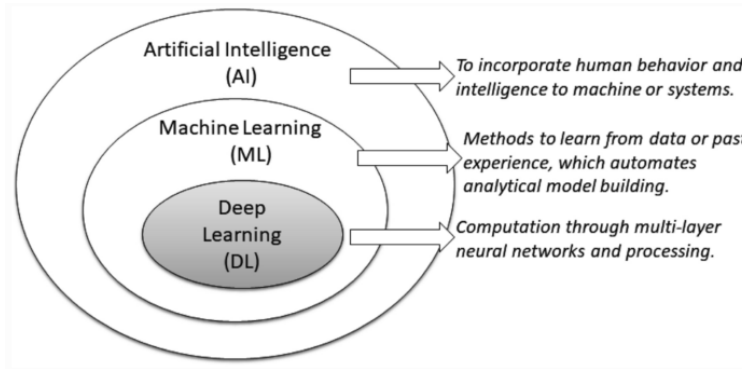 Artificial Intelligence
(AI)
To incorporate human behavior and
intelligence to machine or systems.
Machine Learning
(ML)
Methods to learn from data or past
experience, which automates
analytical model building.
Deep
Learning
(DL)
Computation through multi-layer
neural networks and processing.